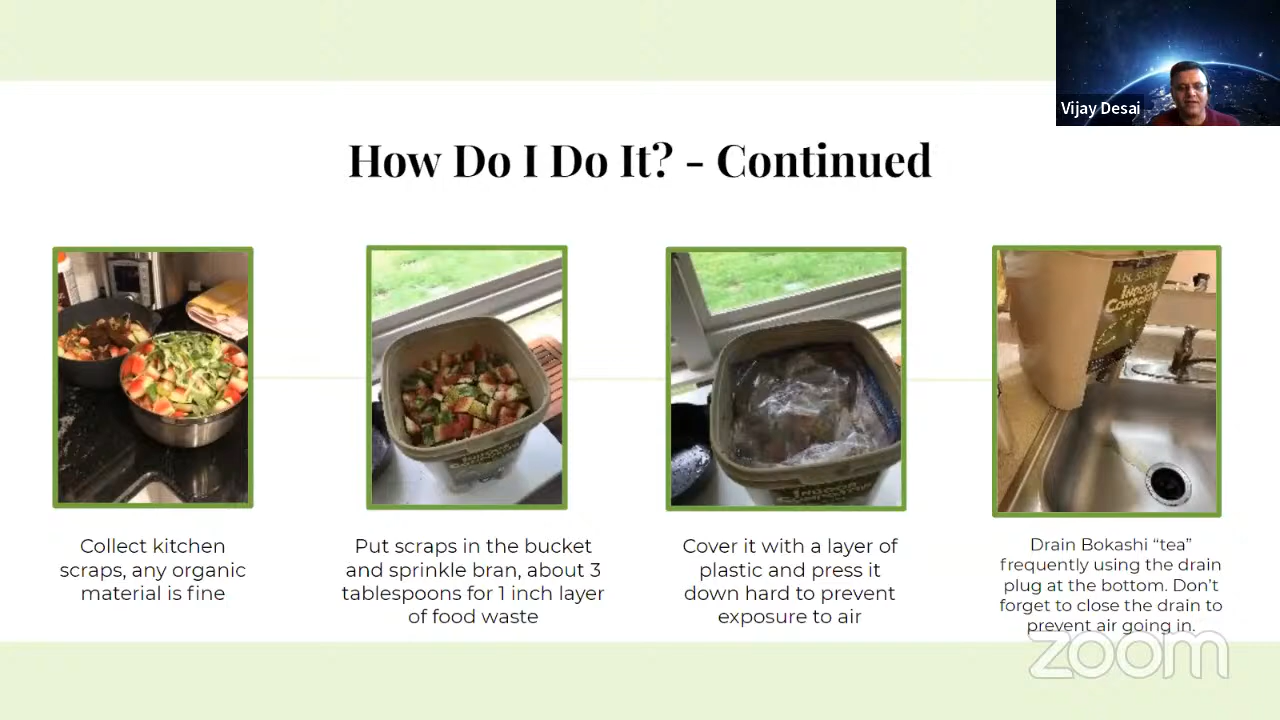 Vijay Desai
How Do I Do It? - Continued
Collect kitchen
scraps, any organic
material is fine
Put scraps in the bucket
and sprinkle bran, about 3
tablespoons for 1 inch layer
of food waste
Cover it with a layer of
plastic and press it
down hard to prevent
exposure to air
INDOOR
Drain Bokashi “tea”
frequently using the drain
plug at the bottom. Don’t
forget to close the drain to
prevent air going in.
zoom